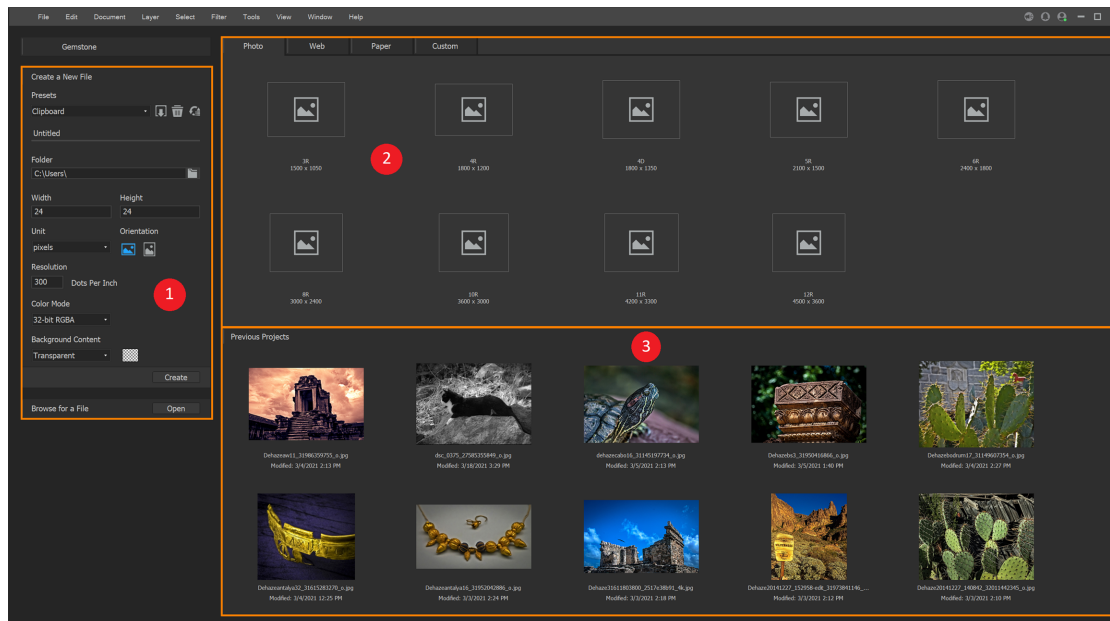 File Edit Document Layer Select Filter Tools View Window Help
Gemstone
Create a New File
Presets
Clipboard
Untitled
Folder
C:\Users\
Width Height
24 24
Unit Orientation
pixels
Resolution
300 Dots Per Inch
1
Color Mode
32-bit RGBA
Background Content
Transparent
Create
Browse for a File Open
Photo Web Paper Custom
2
3R 4R 4D 5R 6R
1500 x 1050 1800 x 1200 1800 x 1350 2100 x 1500 2400 x 1800
8R 10R 11R 12R
3000 x 2400 3600 x 3000 4200 x 3300 4500 x 3600
Previous Projects
3
Dehazeaw11_31986359755_o.jpg dsc_0375_27585355849_o.jpg dehazecabo16_31145197734_o.jpg Dehazebs3_31950416866_o.jpg Dehazebodrum17_31149607354_o.jpg
Modified: 3/4/2021 2:13 PM Modified: 3/18/2021 3:29 PM Modified: 3/5/2021 2:13 PM Modified: 3/5/2021 1:40 PM Modified: 3/4/2021 2:27 PM
Dehazeantalya32_31615283276_o.jpg Dehazeantalya16_31952042886_o.jpg Dehaze31611803800_2517e38b91_4k.jpg Dehaze20141227_152958-edit_31973841146_... Dehaze20141227_140842_32011442345_o.jpg
Modified: 3/4/2021 12:25 PM Modified: 3/3/2021 2:24 PM Modified: 3/3/2021 2:18 PM Modified: 3/3/2021 2:12 PM Modified: 3/3/2021 2:10 PM